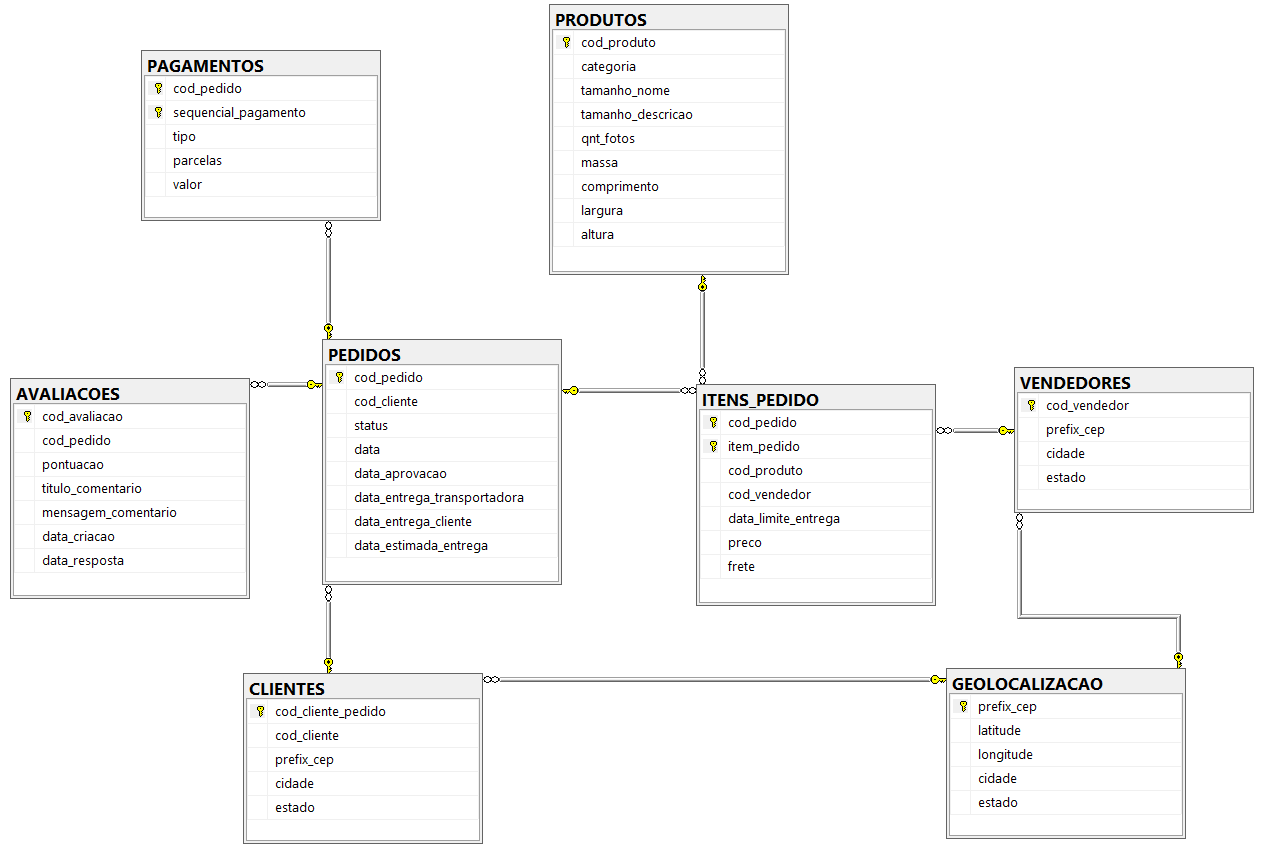 PRODUTOS
cod_produto
categoria
tamanho_nome
tamanho_descricao
qnt_fotos
massa
comprimento
largura
altura
PAGAMENTOS
cod_pedido
sequencial_pagamento
tipo
parcelas
valor
PEDIDOS
cod_pedido
cod_cliente
status
data
data_aprovacao
data_entrega_transportadora
data_entrega_cliente
data_estimada_entrega
AVALIACOES
cod_avaliacao
cod_pedido
pontuacao
titulo_comentario
mensagem_comentario
data_criacao
data_resposta
ITENS_PEDIDO
cod_pedido
item_pedido
cod_produto
cod_vendedor
data_limite_entrega
preco
frete
VENDEDORES
cod_vendedor
prefix_cep
cidade
estado
CLIENTES
cod_cliente_pedido
cod_cliente
prefix_cep
cidade
estado
GEOLOCALIZACAO
prefix_cep
latitude
longitude
cidade
estado